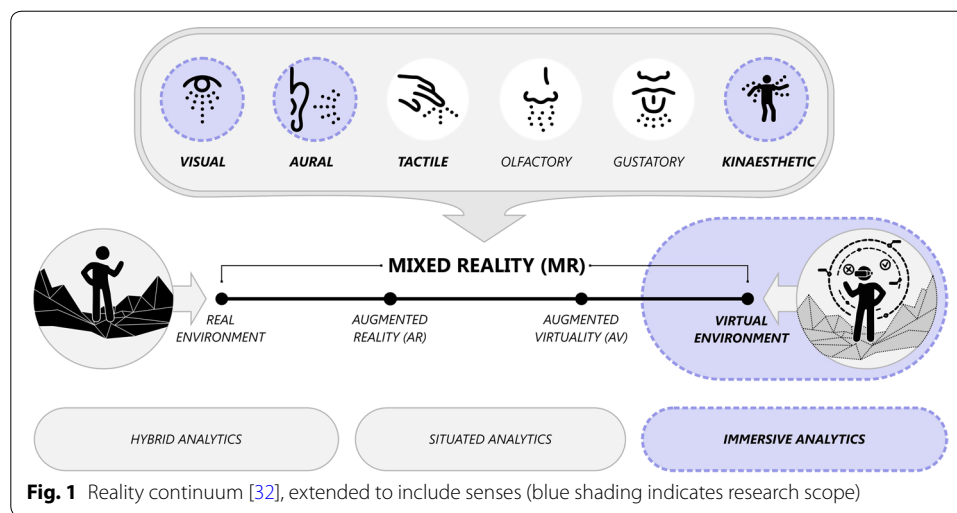 VISUAL AURAL TACTILE OLFACTORY GUSTATORY KINAESTHETIC
MIXED REALITY (MR)
REAL ENVIRONMENT
AUGMENTED REALITY (AR)
AUGMENTED VIRTUALITY (AV)
VIRTUAL ENVIRONMENT
HYBRID ANALYTICS SITUATED ANALYTICS IMMERSIVE ANALYTICS
Fig. 1 Reality continuum [32], extended to include senses (blue shading indicates research scope)